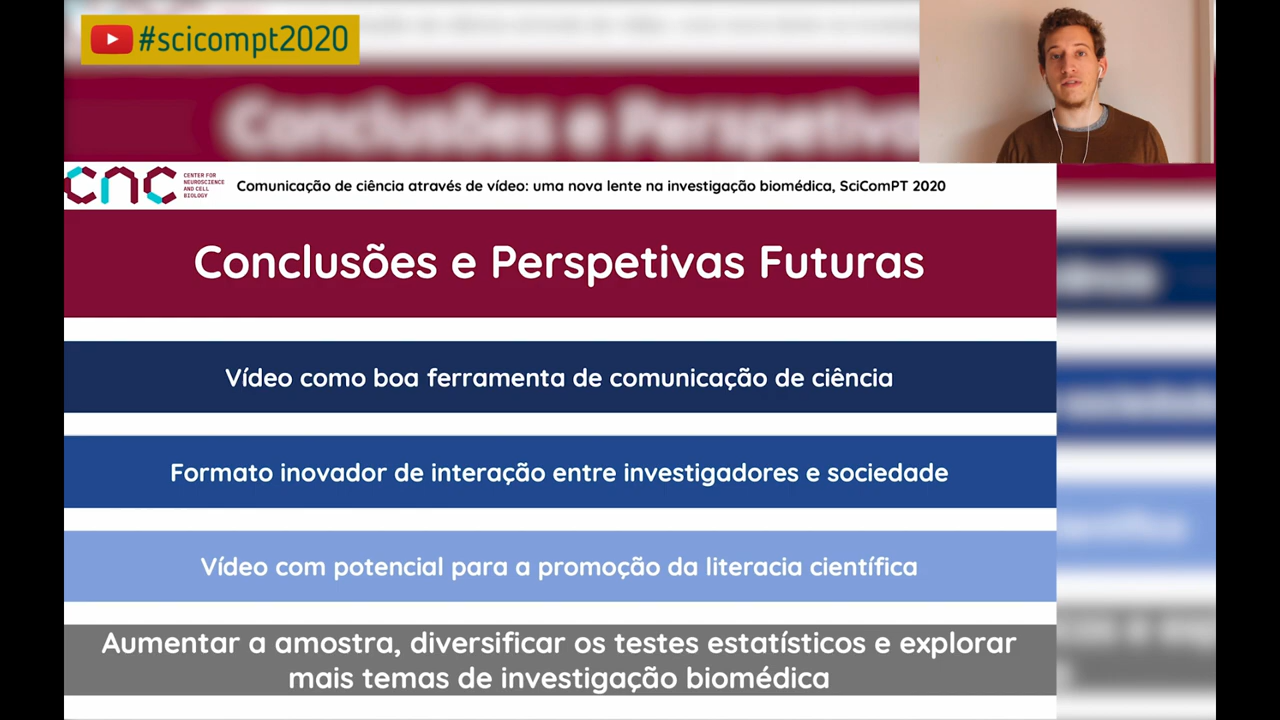 #scicompt2020
Conclusões e Perspetiva
cnc
CENTER FOR
NEUROSCIENCE
AND CELL
BIOLOGY
Comunicação de ciência através de vídeo: uma nova lente na investigação biomédica, SciComPT 2020
Conclusões e Perspetivas Futuras
Vídeo como boa ferramenta de comunicação de ciência
Formato inovador de interação entre investigadores e sociedade
Vídeo com potencial para a promoção da literacia científica
Aumentar a amostra, diversificar os testes estatísticos e explorar
mais temas de investigação biomédica